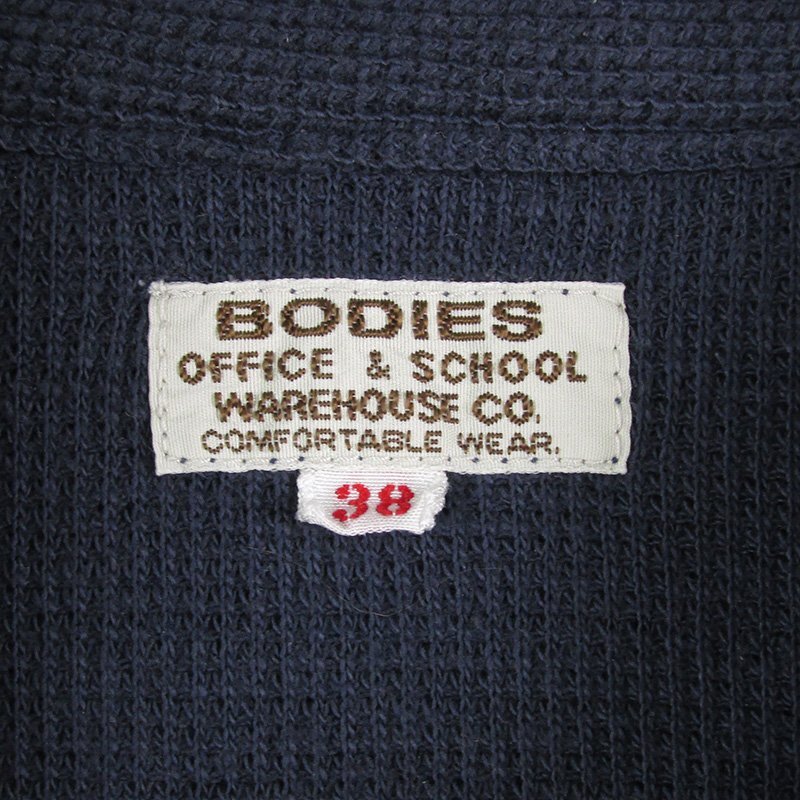 BODIES
OFFICE & SCHOOL
WAREHOUSE CO.
COMFORTABLE WEAR.
38